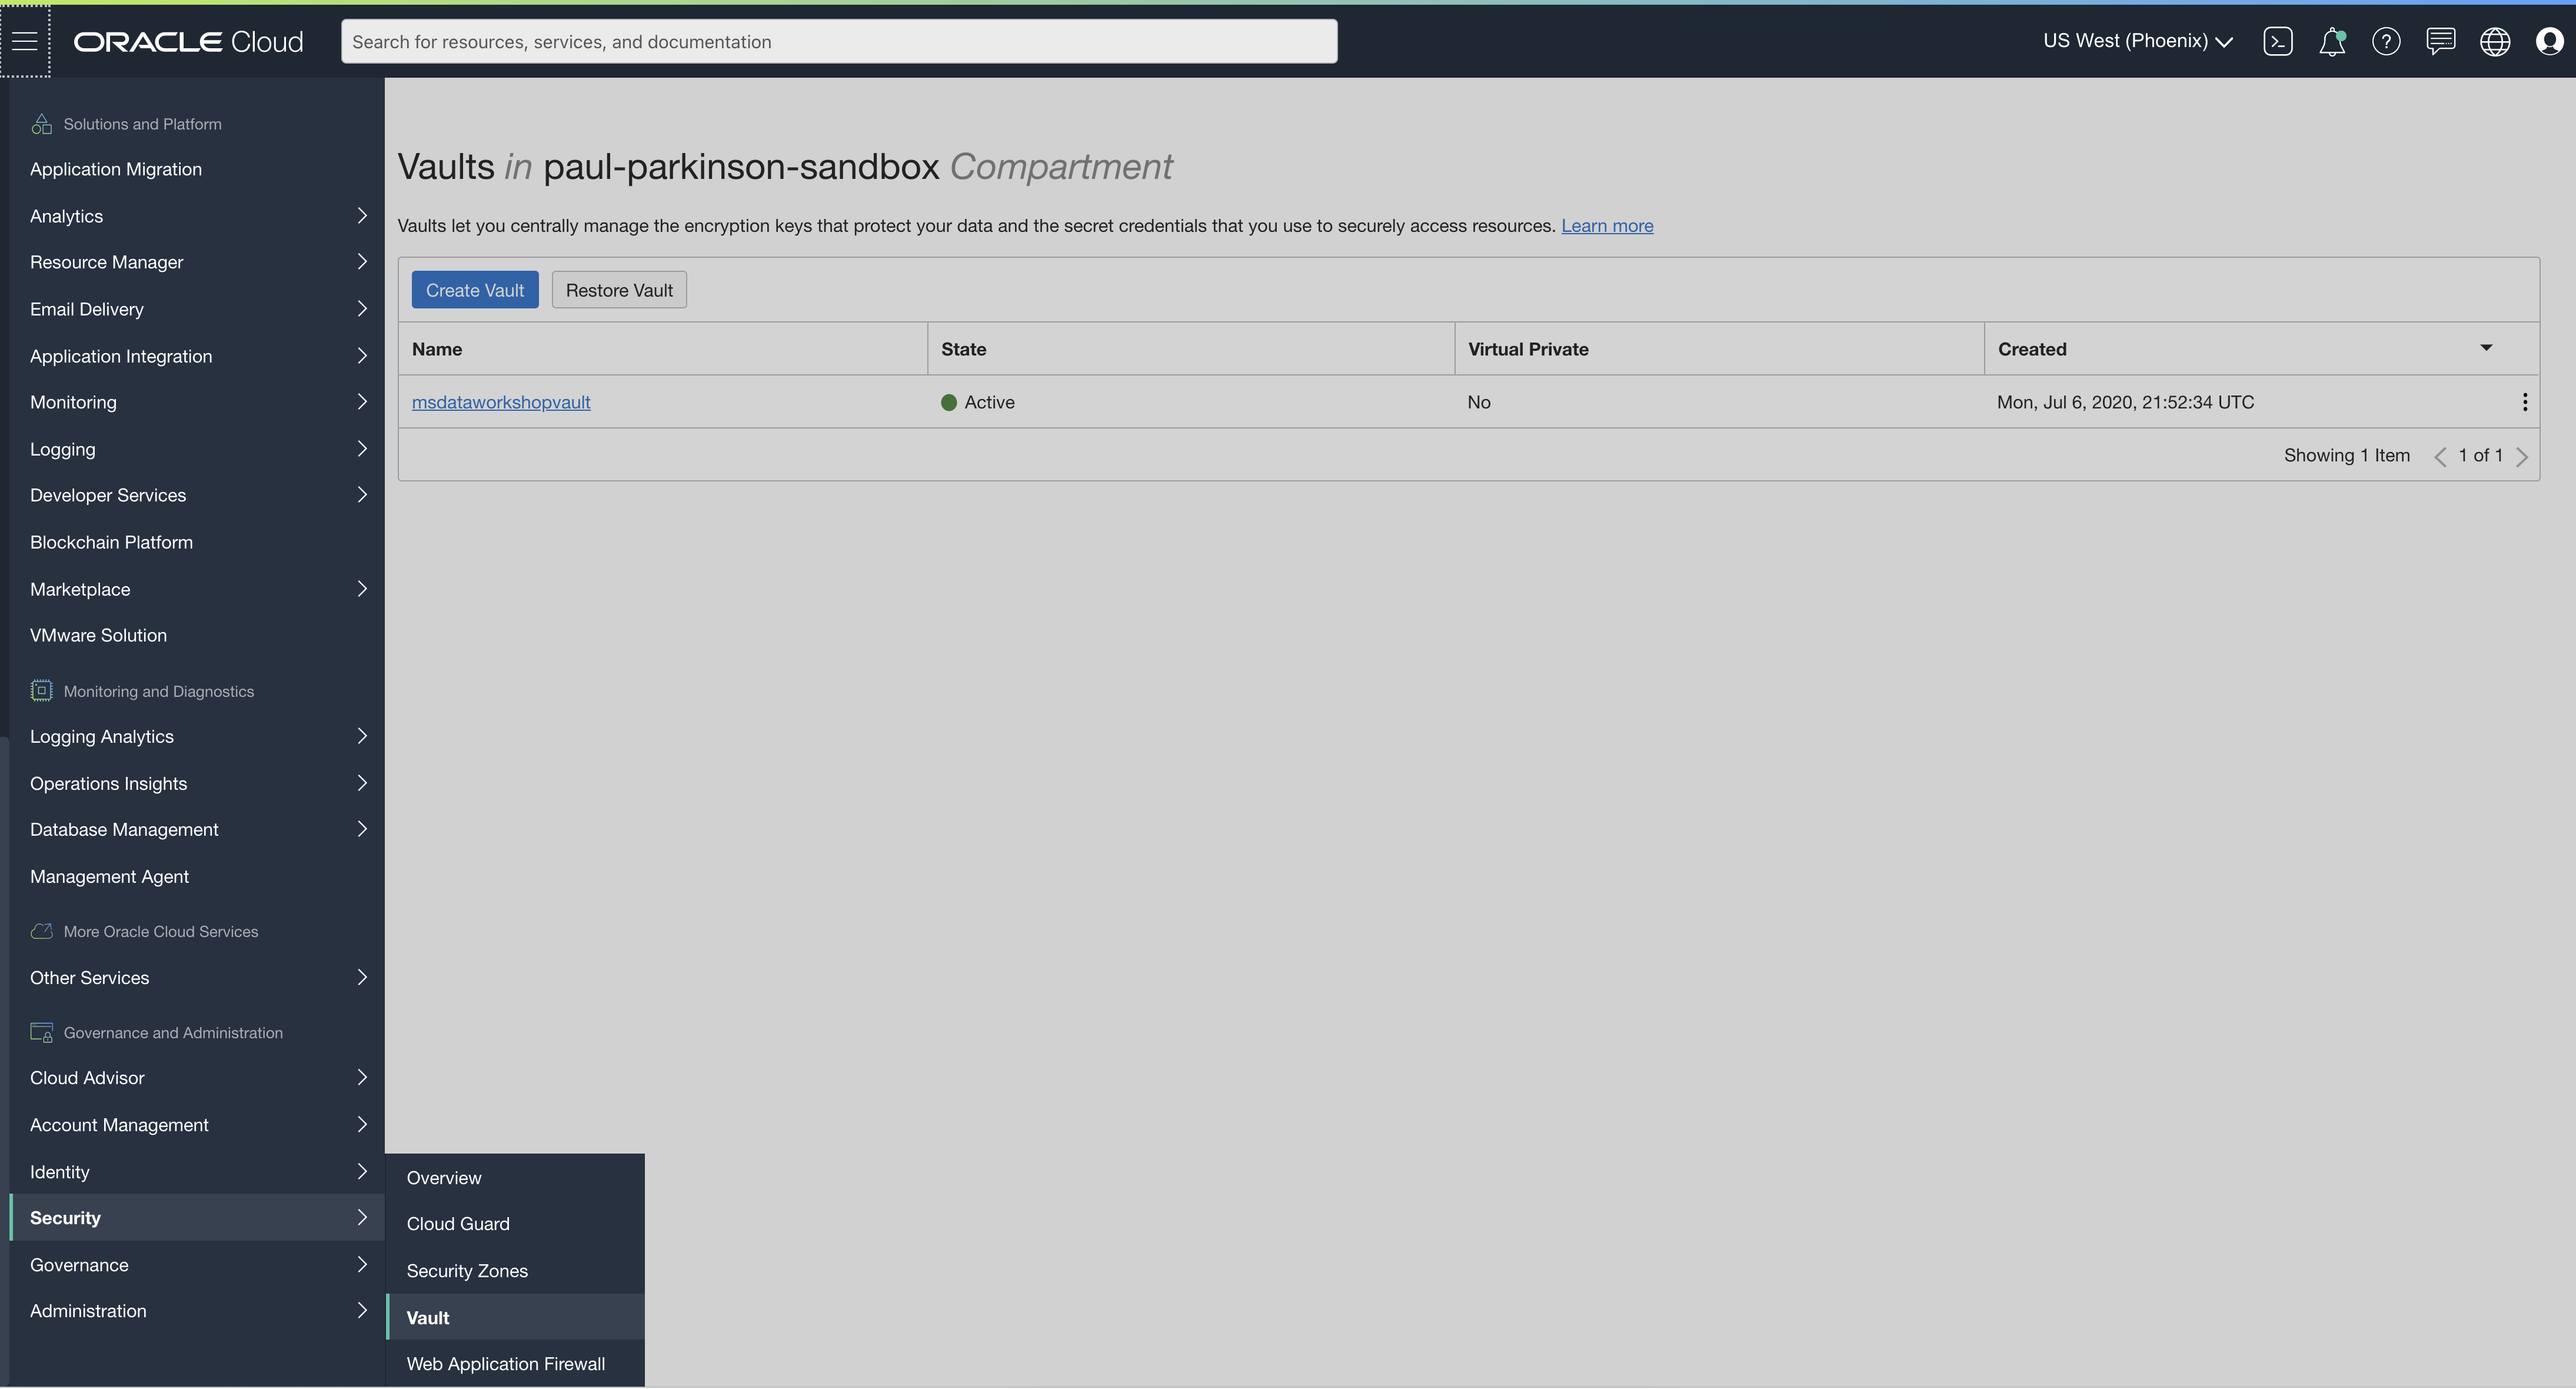 ORACLE Cloud
Search for resources, services, and documentation
US West (Phoenix)
Solutions and Platform
Application Migration
Analytics
Resource Manager
Email Delivery
Application Integration
Monitoring
Logging
Developer Services
Blockchain Platform
Marketplace
VMware Solution
Monitoring and Diagnostics
Logging Analytics
Operations Insights
Database Management
Management Agent
More Oracle Cloud Services
Other Services
Governance and Administration
Cloud Advisor
Account Management
Identity
Security
Governance
Administration
Overview
Cloud Guard
Security Zones
Vault
Web Application Firewall
Vaults in paul-parkinson-sandbox Compartment
Vaults let you centrally manage the encryption keys that protect your data and the secret credentials that you use to securely access resources. Learn more
Create Vault Restore Vault
Name State Virtual Private Created
msdataworkshopvault Active No Mon, Jul 6, 2020, 21:52:34 UTC
Showing 1 Item 1 of 1